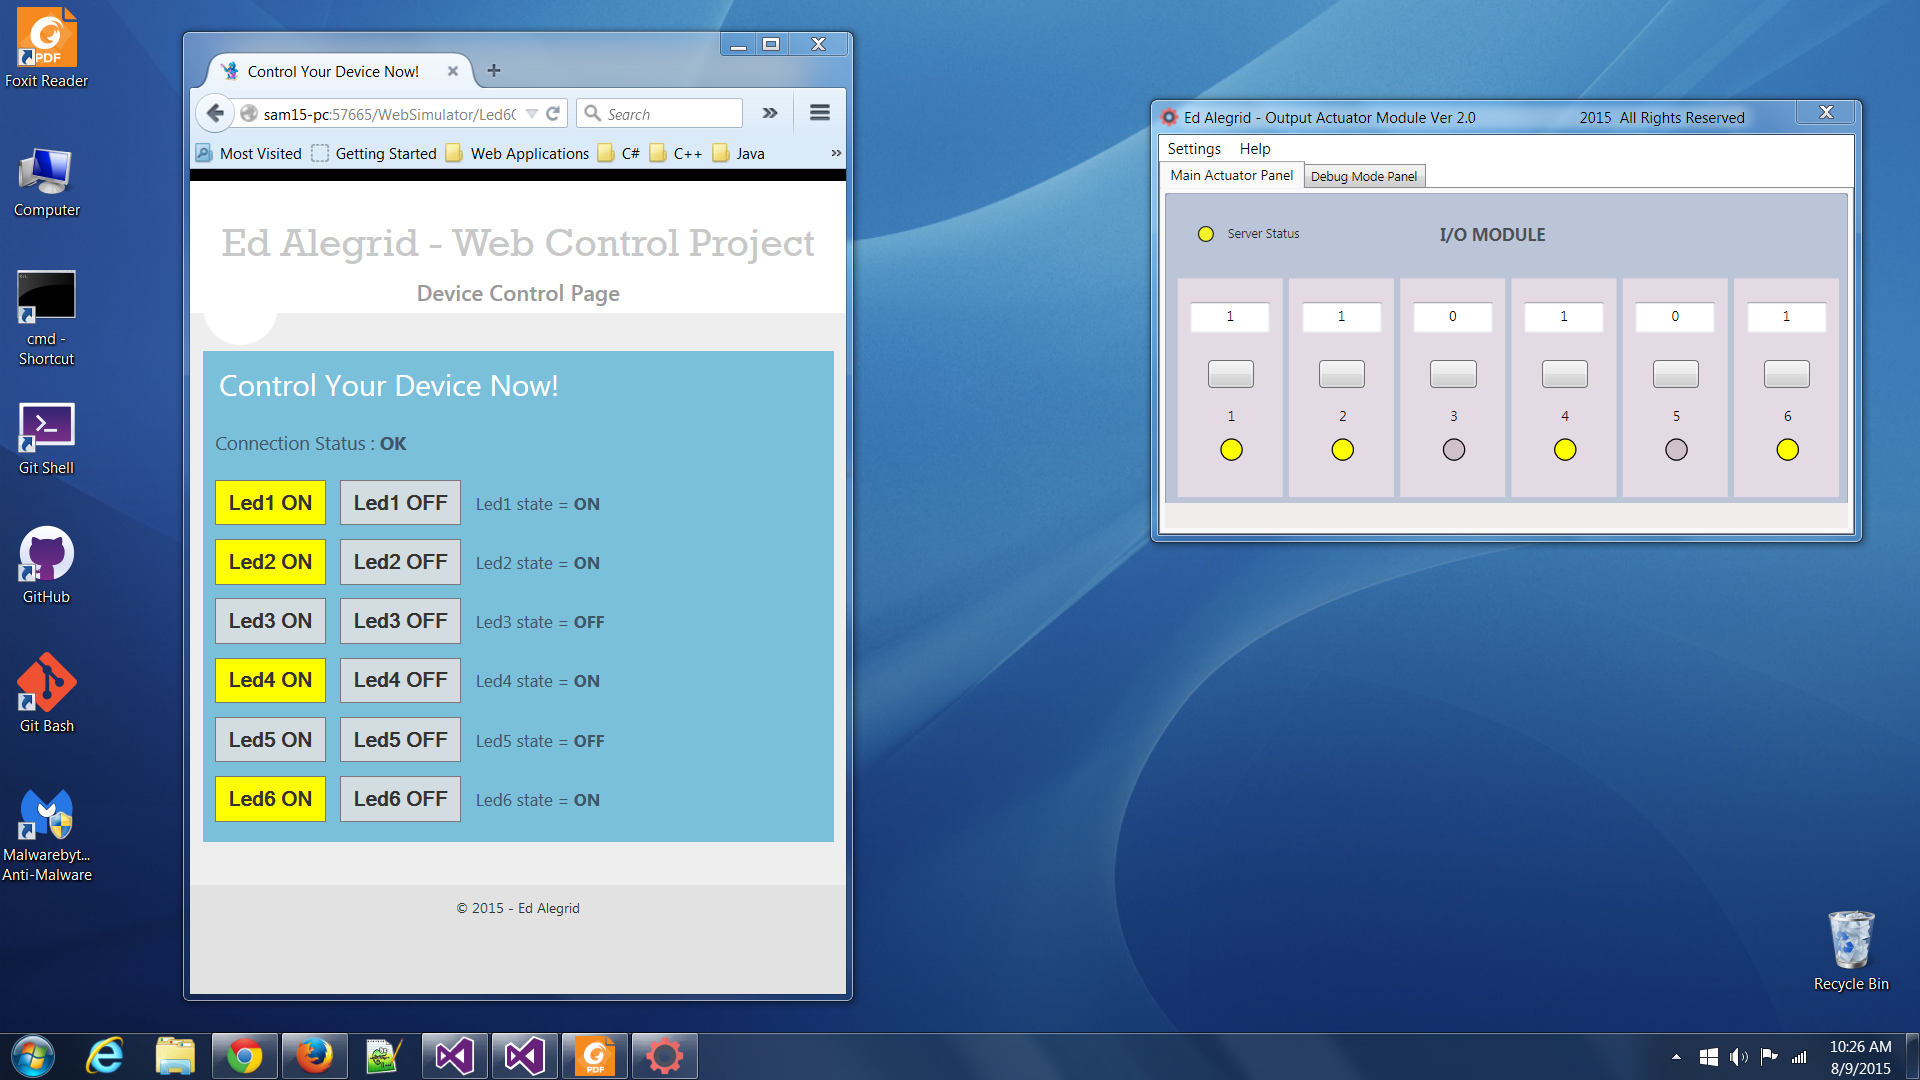 Foxit Reader
Computer
cmd -
Shortcut
Git Shell
GitHub
Git Bash
Malwarebyt...
Anti-Malware
Control Your Device Now!
sam15-pc:57665/WebSimulator/Led6C
Search
Most Visited Getting Started Web Applications C# C++ Java
Ed Alegrid - Web Control Project
Device Control Page
Control Your Device Now!
Connection Status : OK
Led1 ON Led1 OFF Led1 state = ON
Led2 ON Led2 OFF Led2 state = ON
Led3 ON Led3 OFF Led3 state = OFF
Led4 ON Led4 OFF Led4 state = ON
Led5 ON Led5 OFF Led5 state = OFF
Led6 ON Led6 OFF Led6 state = ON
© 2015 - Ed Alegrid
Ed Alegrid - Output Actuator Module Ver 2.0 2015 All Rights Reserved
Settings Help
Main Actuator Panel Debug Mode Panel
Server Status I/O MODULE
1 1 0 1 0 1
1 2 3 4 5 6
Recycle Bin
PDF
PDF
10:26 AM
8/9/2015